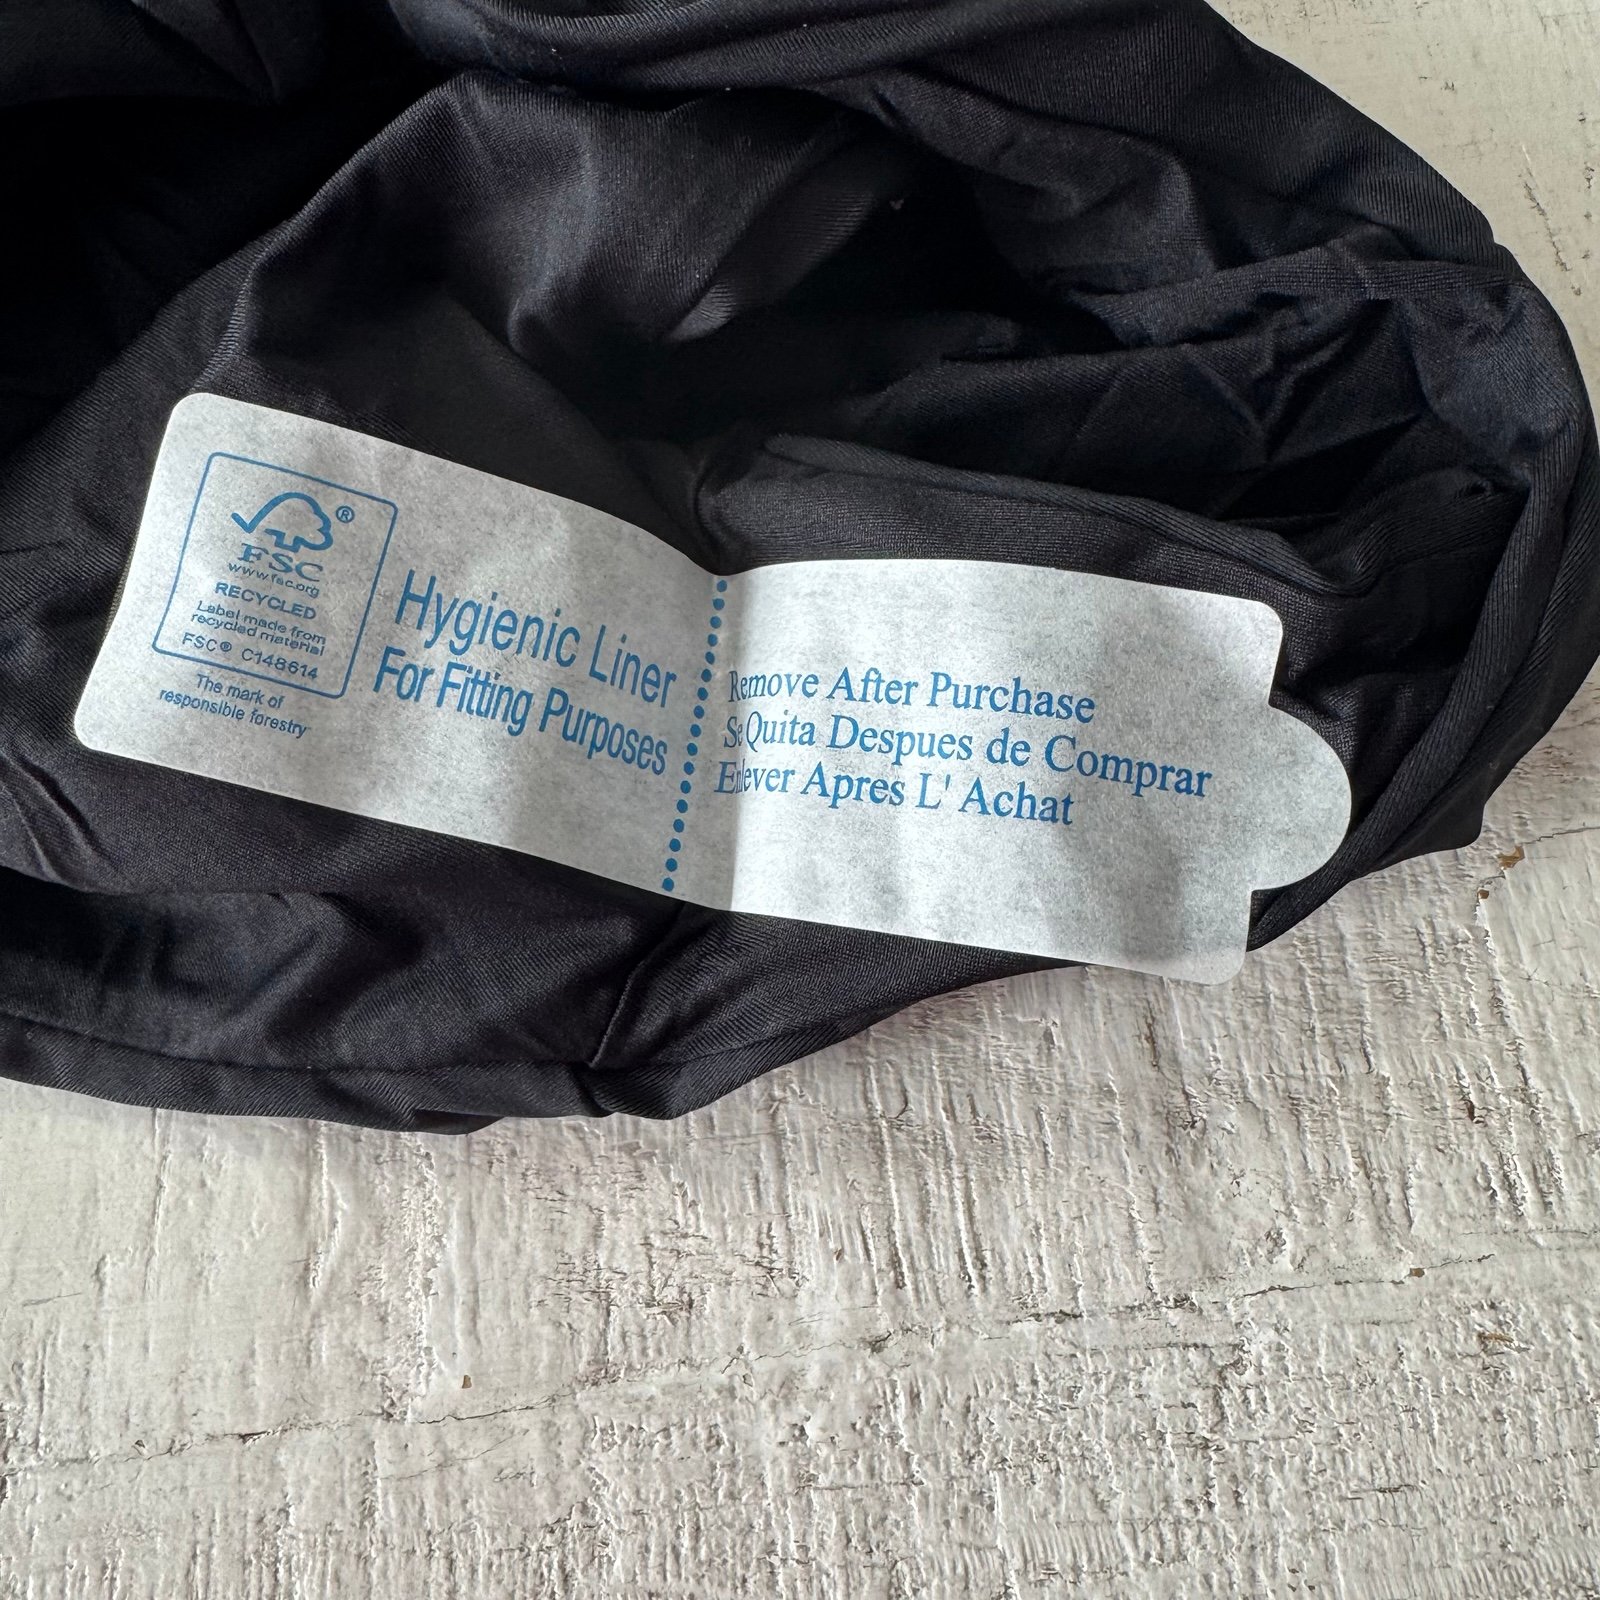 ®
FSC
www.fsc.org
RECYCLED
Label made from
recycled material
FSC® C148614
The mark of
responsible forestry
Hygienic Liner
For Fitting Purposes
Remove After Purchase
Se Quita Despues de Comprar
Enlever Apres L' Achat